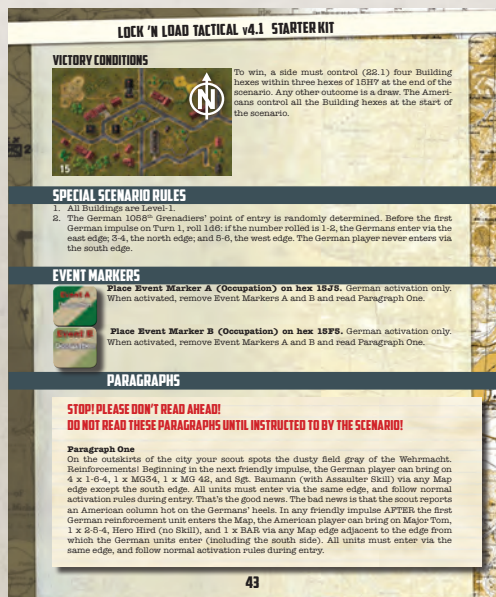 LOCK 'N LOAD TACTICAL v4.1 STARTER KIT
VICTORY CONDITIONS
15
N
To win, a side must control (22.1) four Building
hexes within three hexes of 15H7 at the end of the
scenario. Any other outcome is a draw. The Ameri-
cans control all the Building hexes at the start of
the scenario.
SPECIAL SCENARIO RULES
1. All Buildings are Level-1.
2. The German 1058th Grenadiers' point of entry is randomly determined. Before the first
German impulse on Turn 1, roll 1d6: if the number rolled is 1-2, the Germans enter via the
east edge; 3-4, the north edge; and 5-6, the west edge. The German player never enters via
the south edge.
EVENT MARKERS
Event A
Place Event Marker A (Occupation) on hex 15J5. German activation only.
When activated, remove Event Markers A and B and read Paragraph One.
Event B
Place Event Marker B (Occupation) on hex 15F5. German activation only.
When activated, remove Event Markers A and B and read Paragraph One.
PARAGRAPHS
STOP! PLEASE DON'T READ AHEAD!
DO NOT READ THESE PARAGRAPHS UNTIL INSTRUCTED TO BY THE SCENARIO!
Paragraph One
On the outskirts of the city your scout spots the dusty field gray of the Wehrmacht.
Reinforcements! Beginning in the next friendly impulse, the German player can bring on
4 x 1-6-4, 1 x MG34, 1 x MG 42, and Sgt. Baumann (with Assaulter Skill) via any Map
edge except the south edge. All units must enter via the same edge, and follow normal
activation rules during entry. That's the good news. The bad news is that the scout reports
an American column hot on the Germans' heels. In any friendly impulse AFTER the first
German reinforcement unit enters the Map, the American player can bring on Major Tom,
1 x 2-5-4, Hero Hird (no Skill), and 1 x BAR via any Map edge adjacent to the edge from
which the German units enter (including the south side). All units must enter via the
same edge, and follow normal activation rules during entry.
43